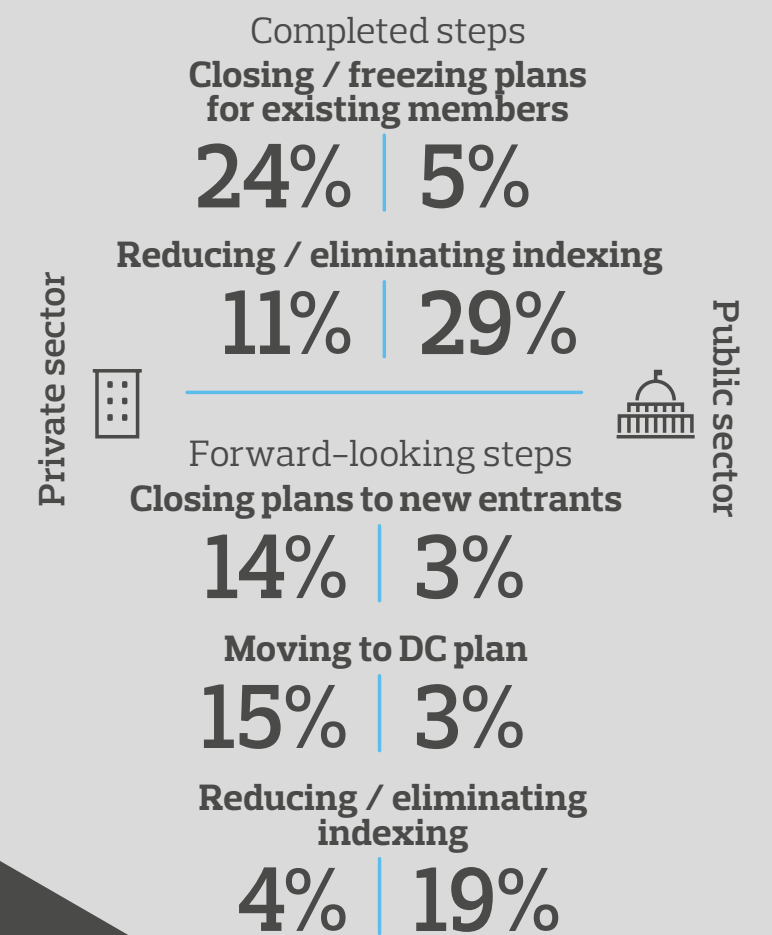 Completed steps
Closing / freezing plans
for existing members
24% 5%
Reducing / eliminating indexing
11% 29%
Private sector
Public sector
Forward-looking steps
Closing plans to new entrants
14% 3%
Moving to DC plan
15% 3%
Reducing / eliminating
indexing
4% 19%